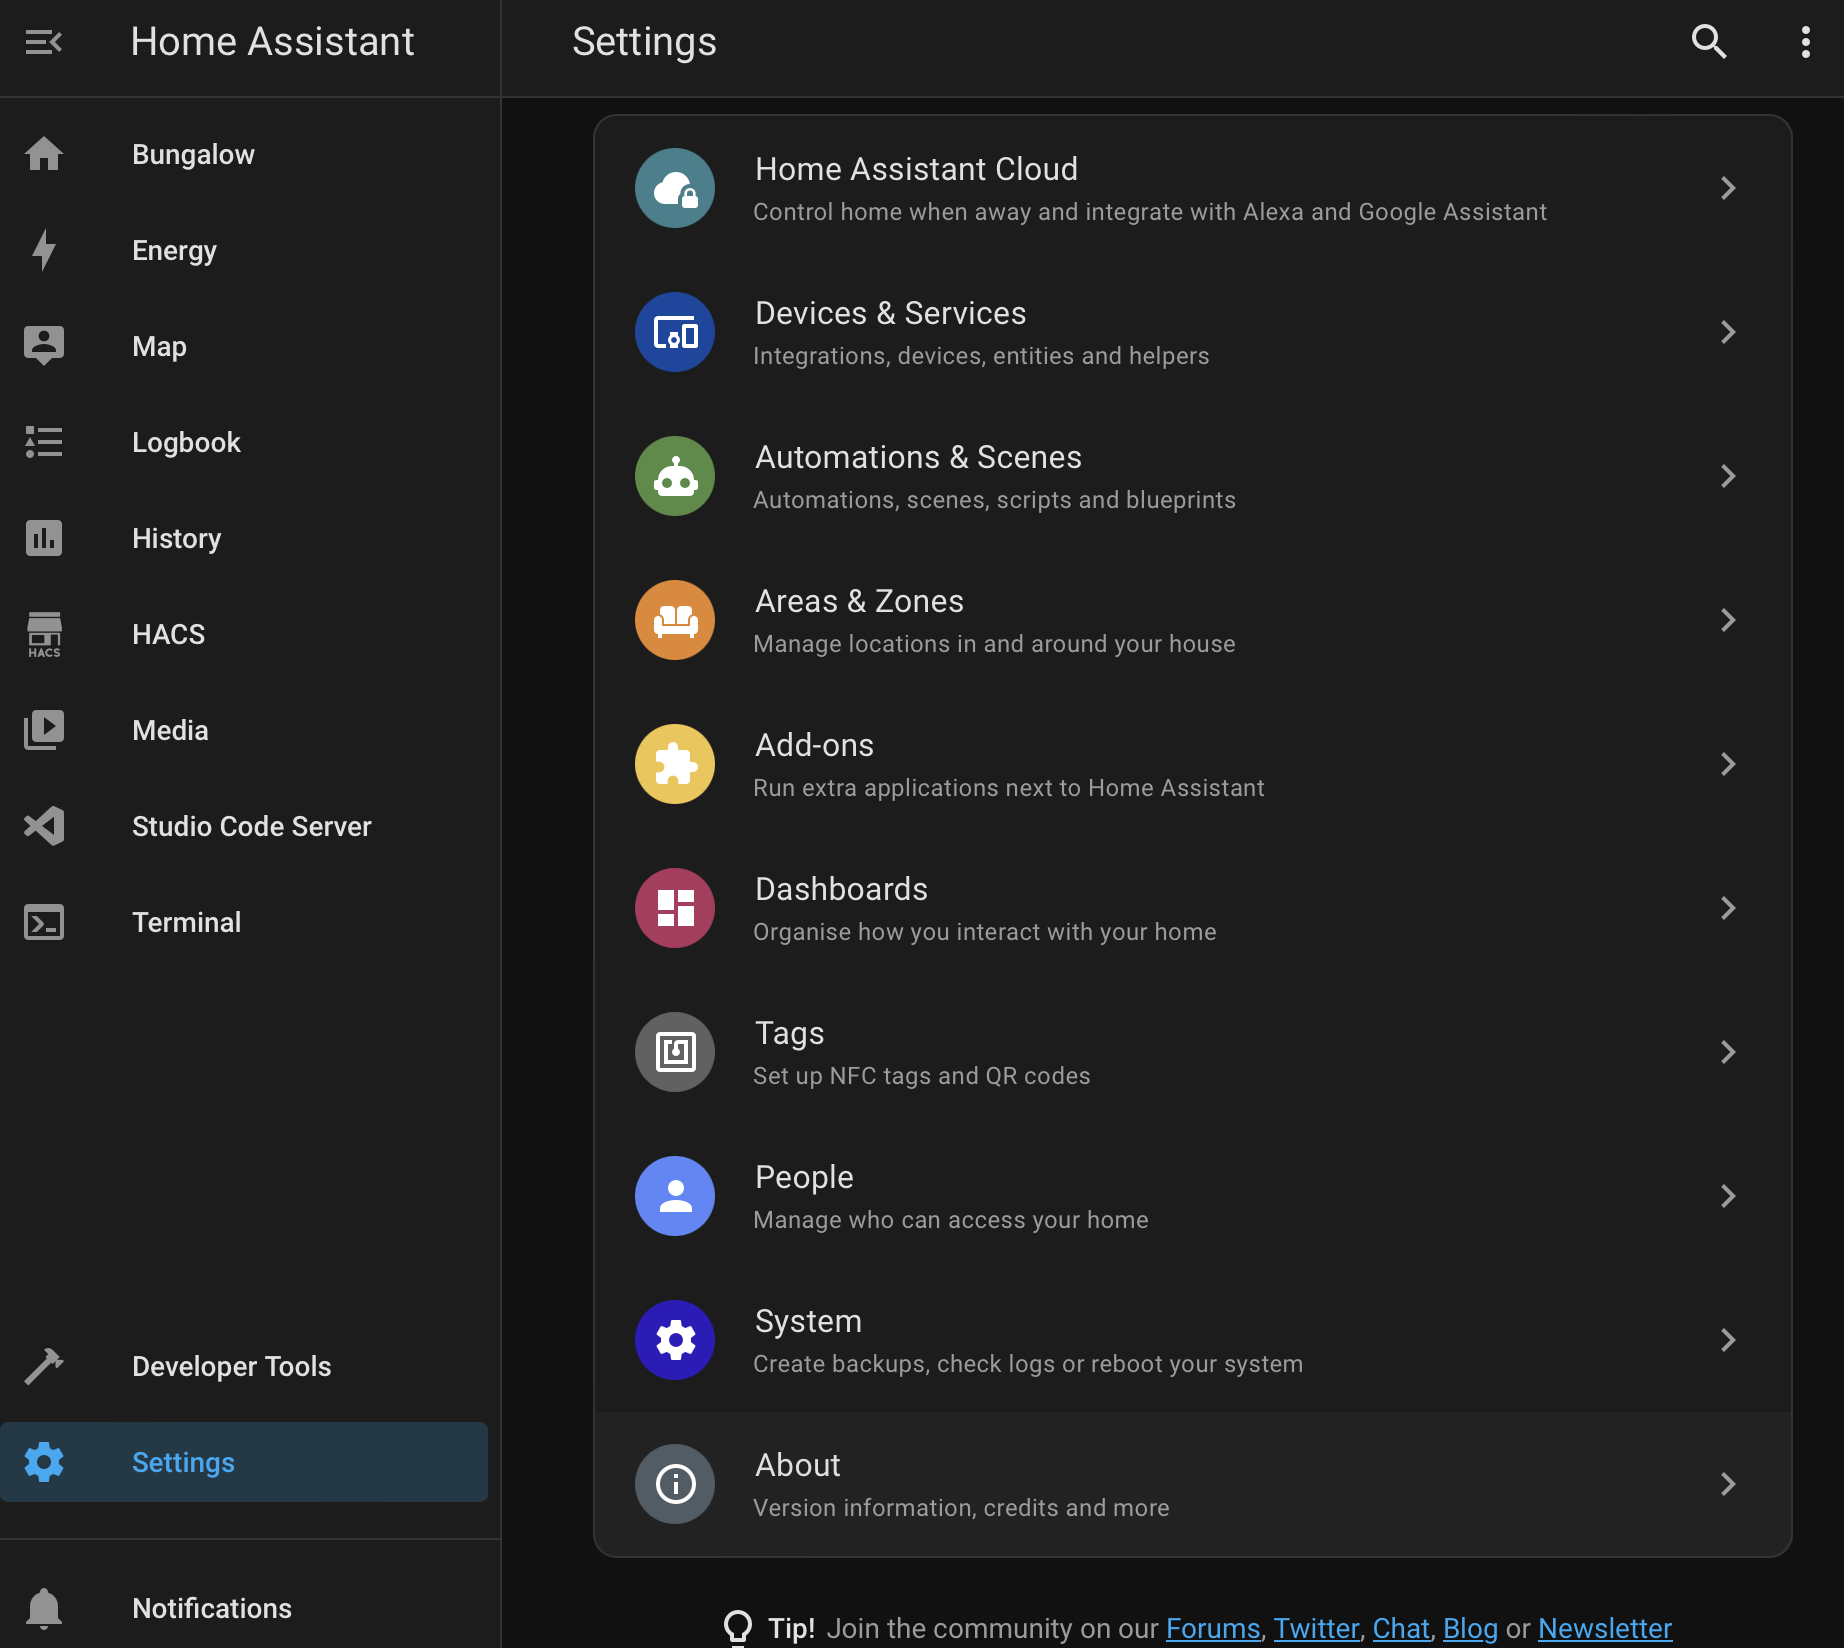 Home Assistant
Settings
Bungalow
Energy
Map
Logbook
History
HACS
HACS
Media
Studio Code Server
Terminal
Developer Tools
Settings
Notifications
Home Assistant Cloud
Control home when away and integrate with Alexa and Google Assistant
Devices & Services
Integrations, devices, entities and helpers
Automations & Scenes
Automations, scenes, scripts and blueprints
Areas & Zones
Manage locations in and around your house
Add-ons
Run extra applications next to Home Assistant
Dashboards
Organise how you interact with your home
Tags
Set up NFC tags and QR codes
People
Manage who can access your home
System
Create backups, check logs or reboot your system
About
Version information, credits and more
Tip! Join the community on our Forums, Twitter, Chat, Blog or Newsletter